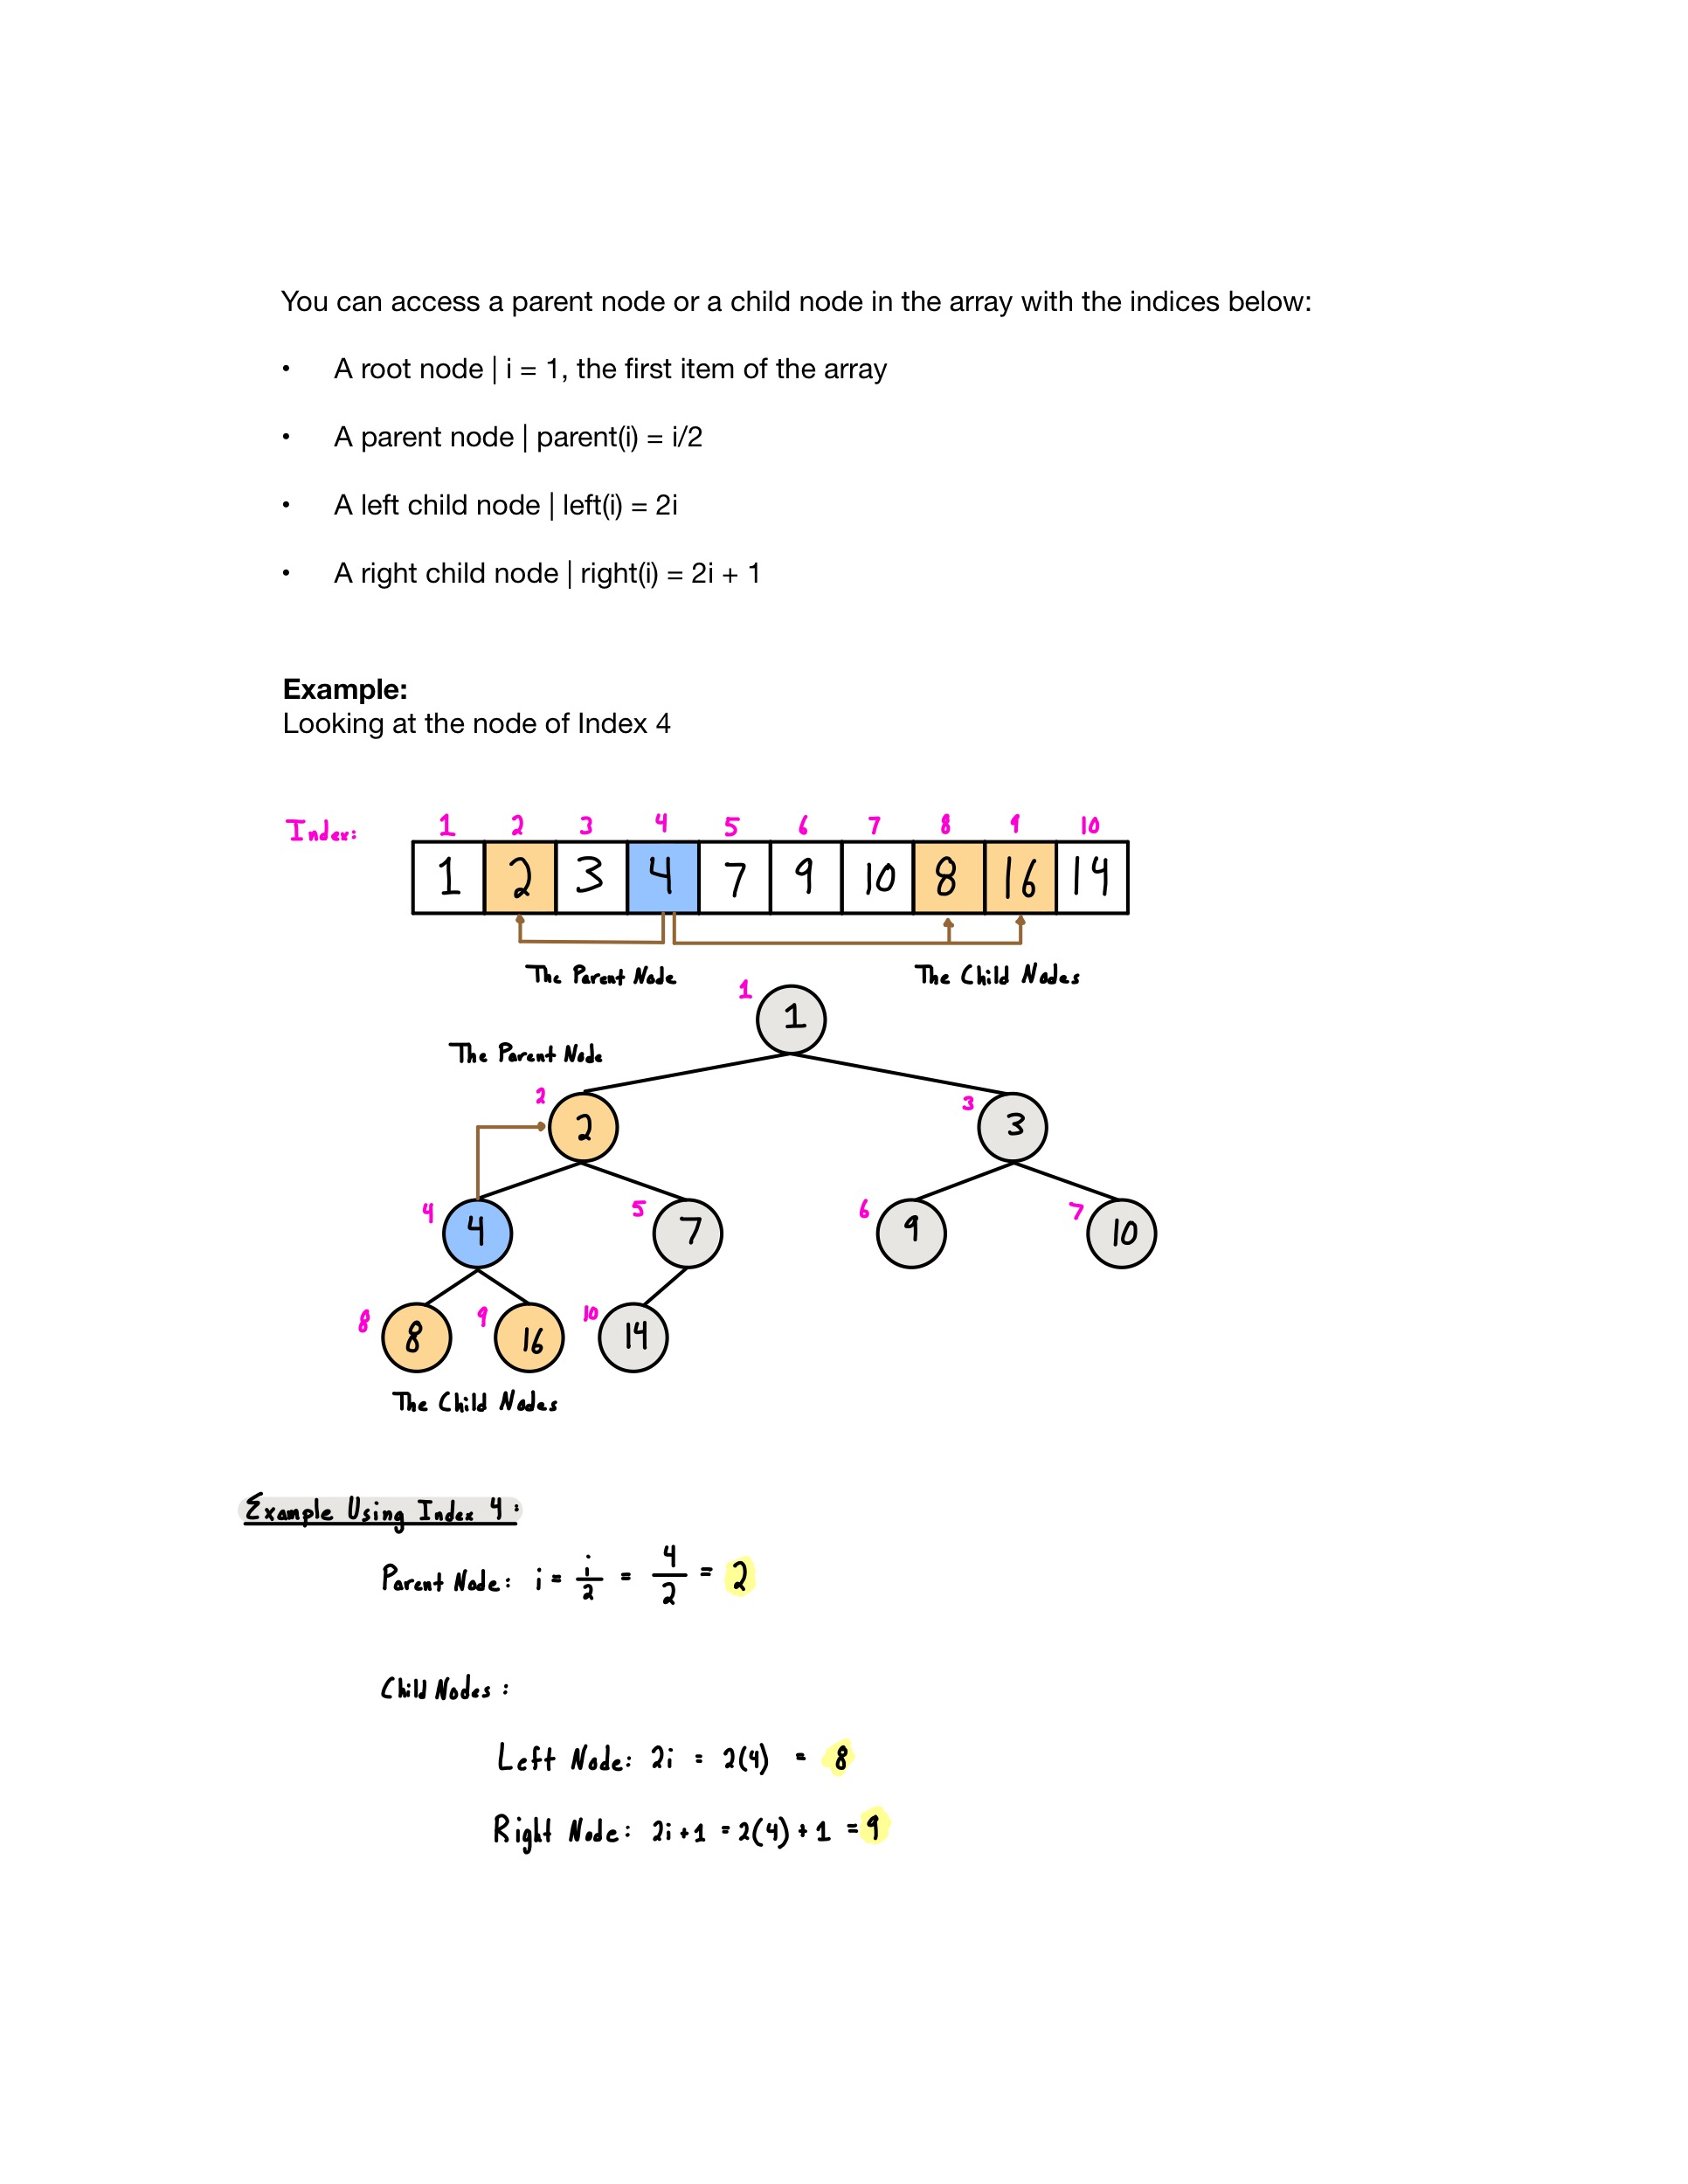 You can access a parent node or a child node in the array with the indices below:
• A root node | i = 1, the first item of the array
• A parent node | parent(i) = i/2
• A left child node | left(i) = 2i
• A right child node | right(i) = 2i + 1
Example:
Looking at the node of Index 4
Index: 1 2 3 4 5 6 7 8 9 10
1 2 3 4 7 9 10 8 16 14
The Parent Node The Child Nodes
1 1
The Parent Node
2 2 3 3
4 4 5 7 6 9 7 10
8 8 9 16 10 14
The Child Nodes
Example Using Index 4:
Parent Node: i = i/2 = 4/2 = 2
Child Nodes:
Left Node: 2i = 2(4) = 8
Right Node: 2i+1 = 2(4) + 1 = 9